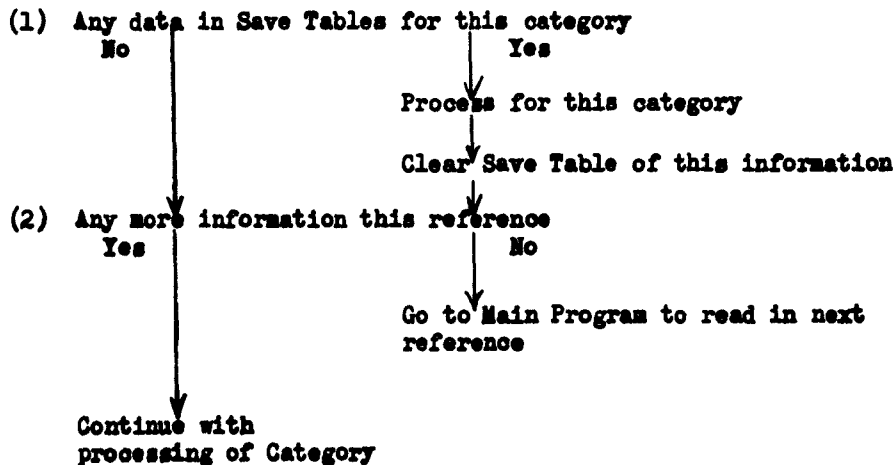 (1) Any data in Save Tables for this category
No Yes
Process for this category
Clear Save Table of this information
(2) Any more information this reference
Yes No
Go to Main Program to read in next
reference
Continue with
processing of Category